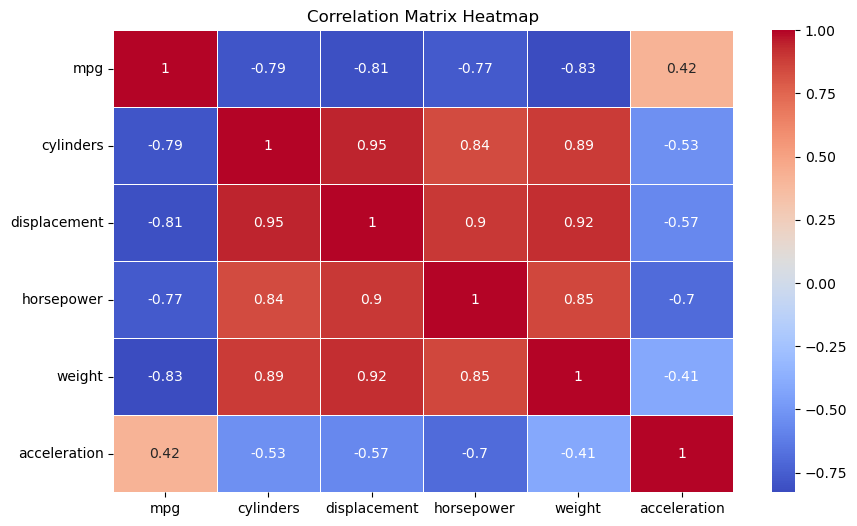 Correlation Matrix Heatmap
mpg 1 -0.79 -0.81 -0.77 -0.83 0.42
cylinders -0.79 1 0.95 0.84 0.89 -0.53
displacement -0.81 0.95 1 0.9 0.92 -0.57
horsepower -0.77 0.84 0.9 1 0.85 -0.7
weight -0.83 0.89 0.92 0.85 1 -0.41
acceleration 0.42 -0.53 -0.57 -0.7 -0.41 1
mpg cylinders displacement horsepower weight acceleration
1.00
0.75
0.50
0.25
0.00
−0.25
−0.50
−0.75